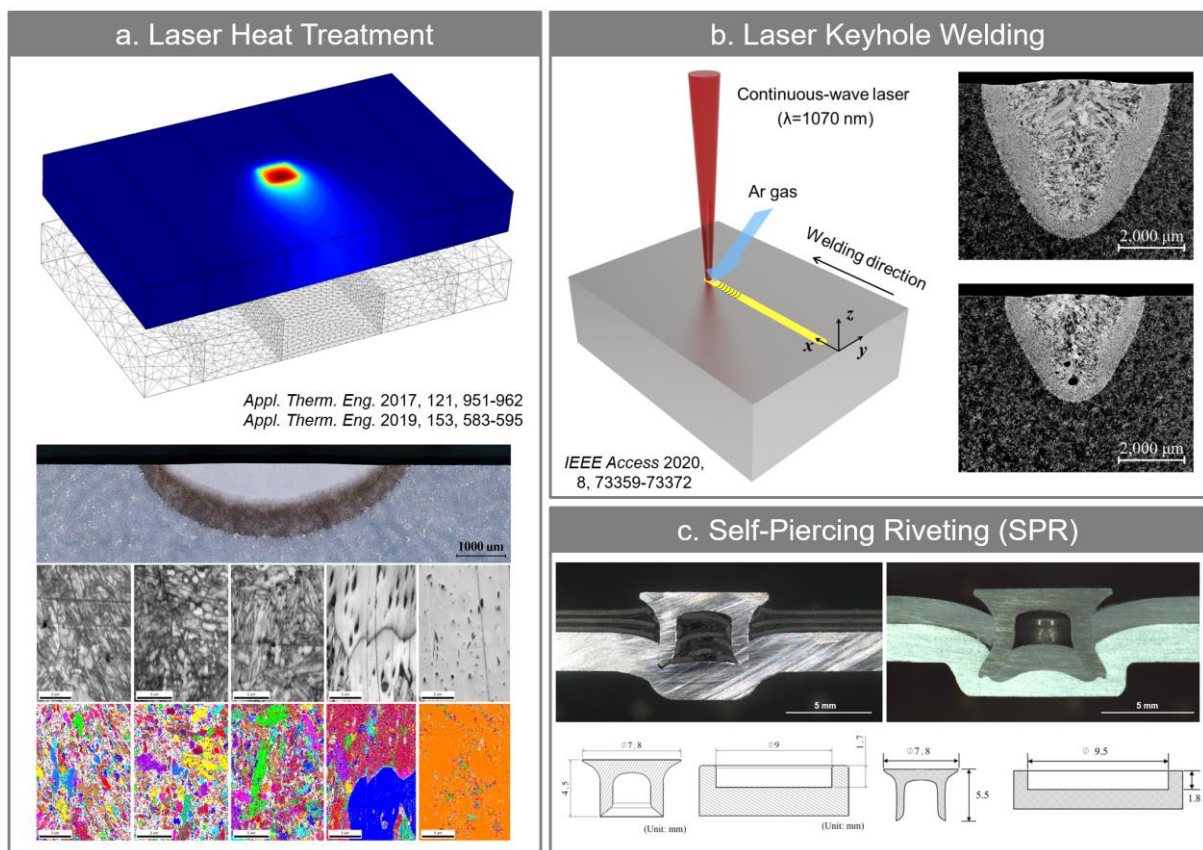 a. Laser Heat Treatment
Appl. Therm. Eng. 2017, 121, 951-962
Appl. Therm. Eng. 2019, 153, 583-595
1000 um
b. Laser Keyhole Welding
Continuous-wave laser
(λ=1070 nm)
Ar gas
Welding direction
z
x
y
IEEE Access 2020,
8, 73359-73372
2,000 μm
2,000 μm
c. Self-Piercing Riveting (SPR)
5 mm
5 mm
∅7.8
4.5
(Unit: mm)
∅9
1.7
(Unit: mm)
∅7.8
5.5
∅ 9.5
1.8